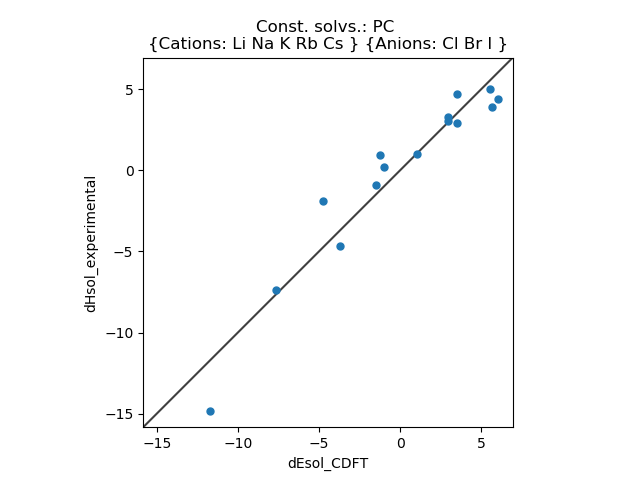 Const. solvs.: PC
{Cations: Li Na K Rb Cs } {Anions: Cl Br I }
dHsol_experimental
5
0
−5
−10
−15
−15
−10
−5
0
5
dEsol_CDFT